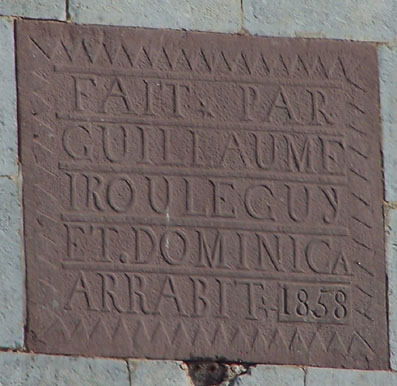 FAIT. PAR
GUILLAUME
IROULEGUY
ET. DOMINICA
ARRABIT: 1858